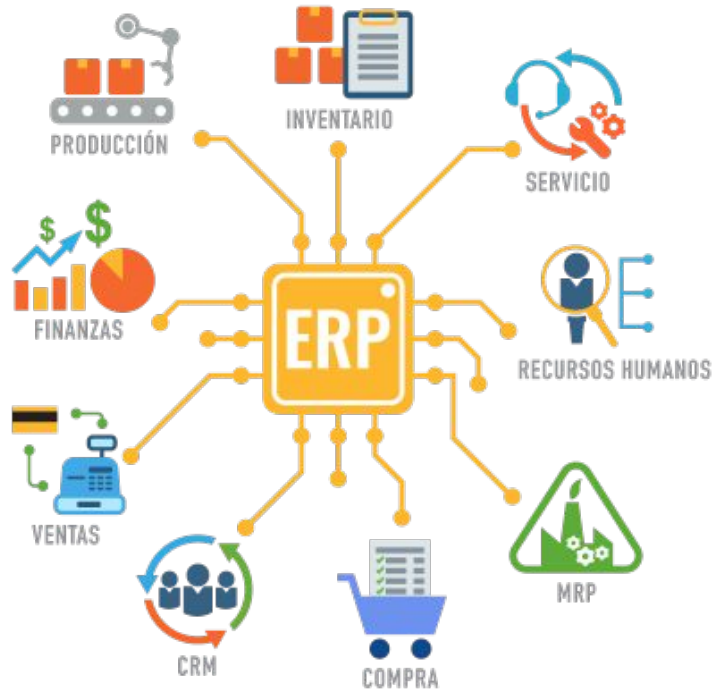 INVENTARIO
PRODUCCIÓN
SERVICIO
$ $
FINANZAS
ERP
RECURSOS HUMANOS
VENTAS
MRP
CRM
COMPRA